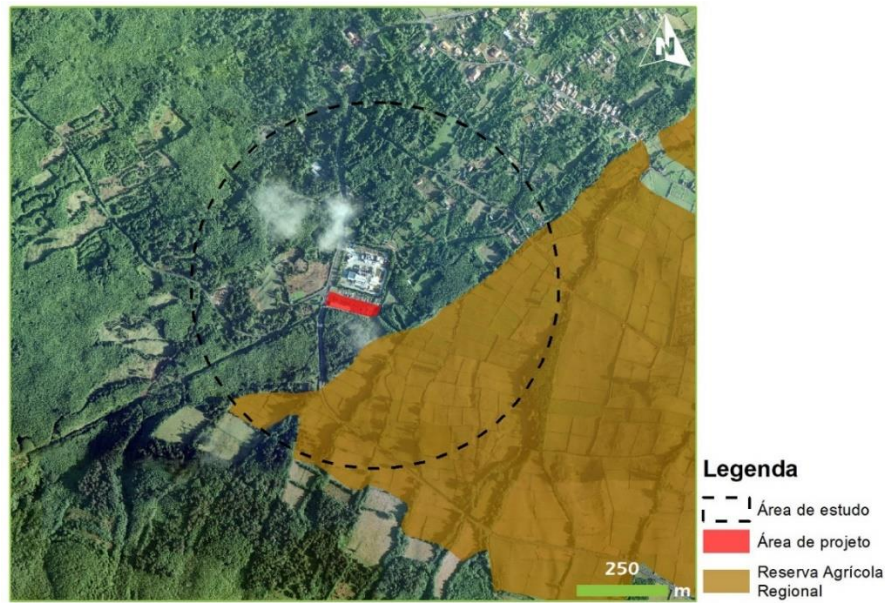 N
250
m
Legenda
Área de estudo
Área de projeto
Reserva Agrícola
Regional